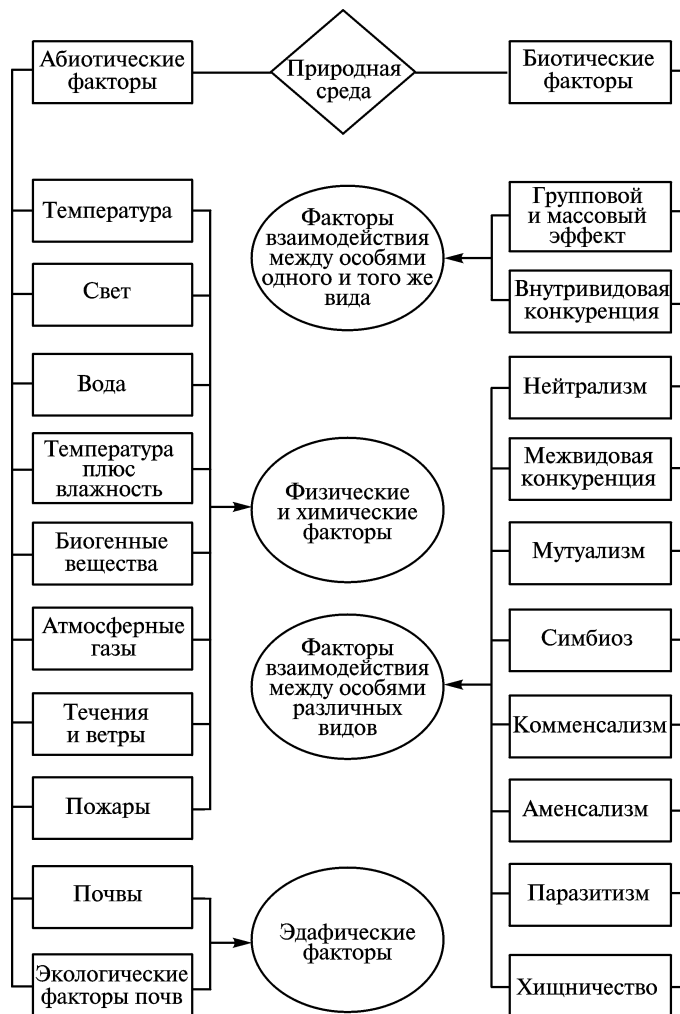 Абиотические
факторы
Природная
среда
Биотические
факторы
Температура
Свет
Вода
Температура
плюс
влажность
Биогенные
вещества
Атмосферные
газы
Течения
и ветры
Пожары
Почвы
Экологические
факторы почв
Факторы
взаимодействия
между особями
одного и того же
вида
Физические
и химические
факторы
Факторы
взаимодействия
между особями
различных
видов
Эдафические
факторы
Групповой
и массовый
эффект
Внутривидовая
конкуренция
Нейтрализм
Межвидовая
конкуренция
Мутуализм
Симбиоз
Комменсализм
Аменсализм
Паразитизм
Хищничество